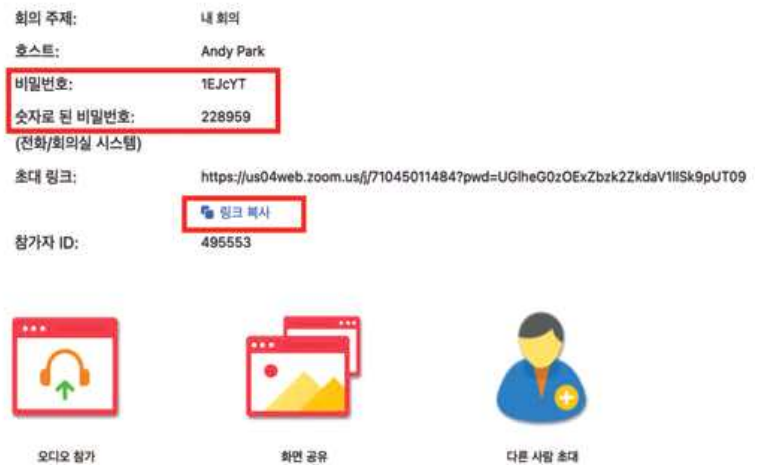 회의 주제: 내 회의
호스트: Andy Park
비밀번호: 1EJcYT
숫자로 된 비밀번호: 228959
(전화/회의실 시스템)
초대 링크: https://us04web.zoom.us/j/71045011484?pwd=UGlheG0zOExZbzk2ZkdaV1llSk9pUT09
링크 복사
참가자 ID: 495553
오디오 참가 화면 공유 다른 사람 초대